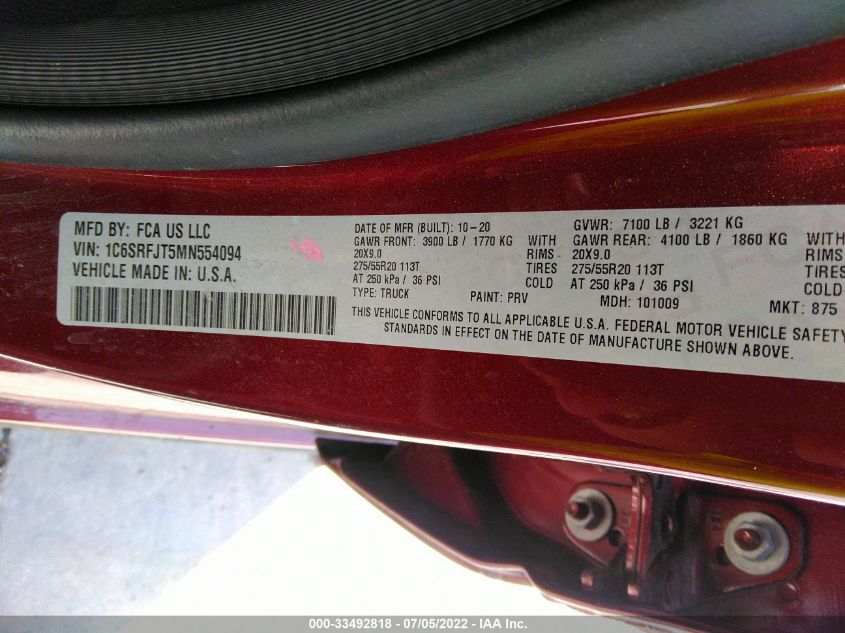 MFD BY: FCA US LLC
VIN: 1C6SRFJT5MN554094
VEHICLE MADE IN: U.S.A.
DATE OF MFR (BUILT): 10-20
GVWR: 7100 LB / 3221 KG
GAWR FRONT: 3900 LB / 1770 KG WITH
GAWR REAR: 4100 LB / 1860 KG WITH
20X9.0 RIMS
20X9.0 RIMS
275/55R20 113T TIRES
275/55R20 113T TIRES
AT 250 kPa / 36 PSI COLD
AT 250 kPa / 36 PSI COLD
TYPE: TRUCK PAINT: PRV MDH: 101009 MKT: 875
THIS VEHICLE CONFORMS TO ALL APPLICABLE U.S.A. FEDERAL MOTOR VEHICLE SAFETY
STANDARDS IN EFFECT ON THE DATE OF MANUFACTURE SHOWN ABOVE.
000-33492818 - 07/05/2022 - IAA Inc.